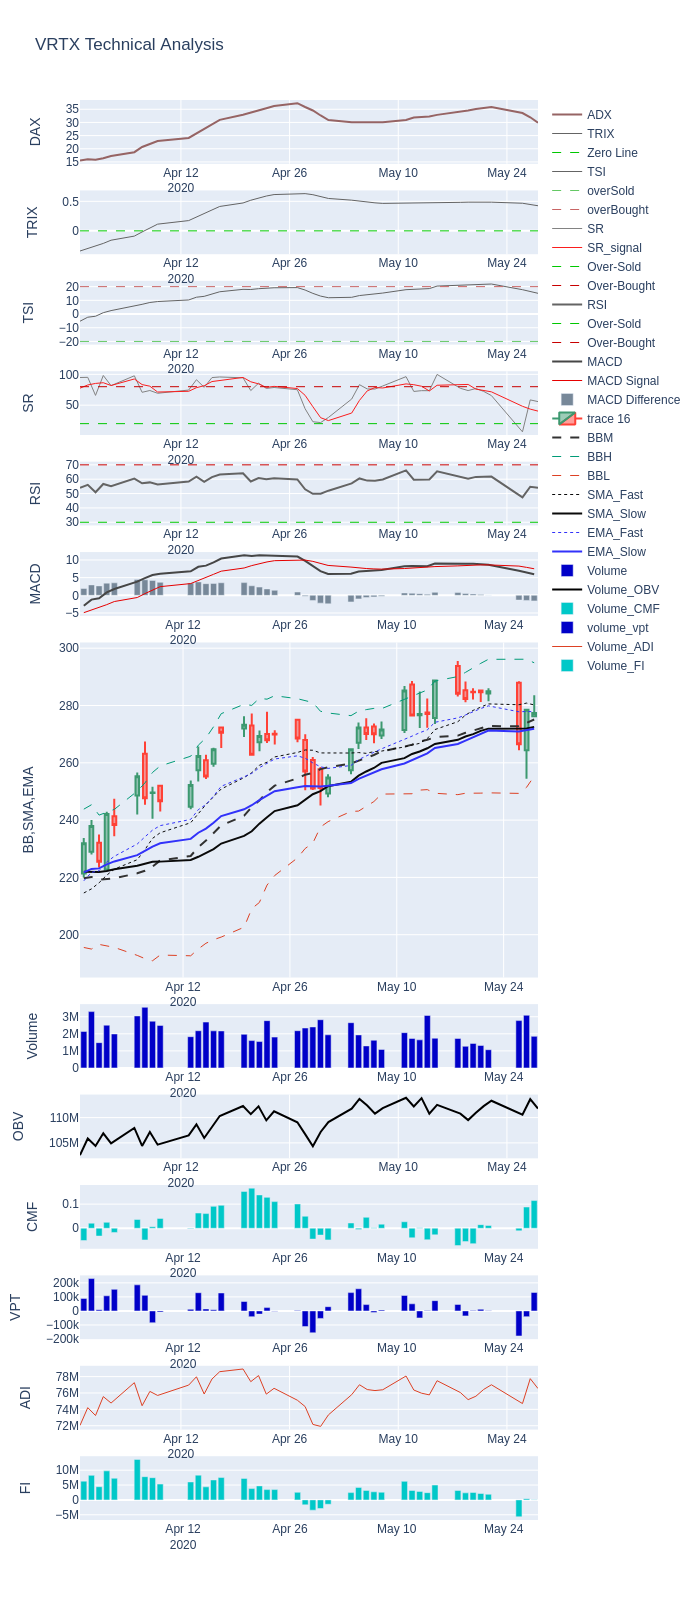 VRTX Technical Analysis
DAX
35
30
25
20
15
Apr 12
2020
Apr 26
May 10
May 24
TRIX
0.5
0
Apr 12
2020
Apr 26
May 10
May 24
TSI
20
10
0
−10
−20
Apr 12
2020
Apr 26
May 10
May 24
SR
100
50
Apr 12
2020
Apr 26
May 10
May 24
RSI
70
60
50
40
30
Apr 12
2020
Apr 26
May 10
May 24
MACD
10
5
0
−5
Apr 12
2020
Apr 26
May 10
May 24
BB,SMA,EMA
300
280
260
240
220
200
Apr 12
2020
Apr 26
May 10
May 24
Volume
3M
2M
1M
0
Apr 12
2020
Apr 26
May 10
May 24
OBV
110M
105M
Apr 12
2020
Apr 26
May 10
May 24
CMF
0.1
0
Apr 12
2020
Apr 26
May 10
May 24
VPT
200k
100k
0
−100k
−200k
Apr 12
2020
Apr 26
May 10
May 24
ADI
78M
76M
74M
72M
Apr 12
2020
Apr 26
May 10
May 24
FI
10M
5M
0
−5M
Apr 12
2020
Apr 26
May 10
May 24
ADX
TRIX
Zero Line
TSI
overSold
overBought
SR
SR_signal
Over-Sold
Over-Bought
RSI
Over-Sold
Over-Bought
MACD
MACD Signal
MACD Difference
trace 16
BBM
BBH
BBL
SMA_Fast
SMA_Slow
EMA_Fast
EMA_Slow
Volume
Volume_OBV
Volume_CMF
volume_vpt
Volume_ADI
Volume_FI